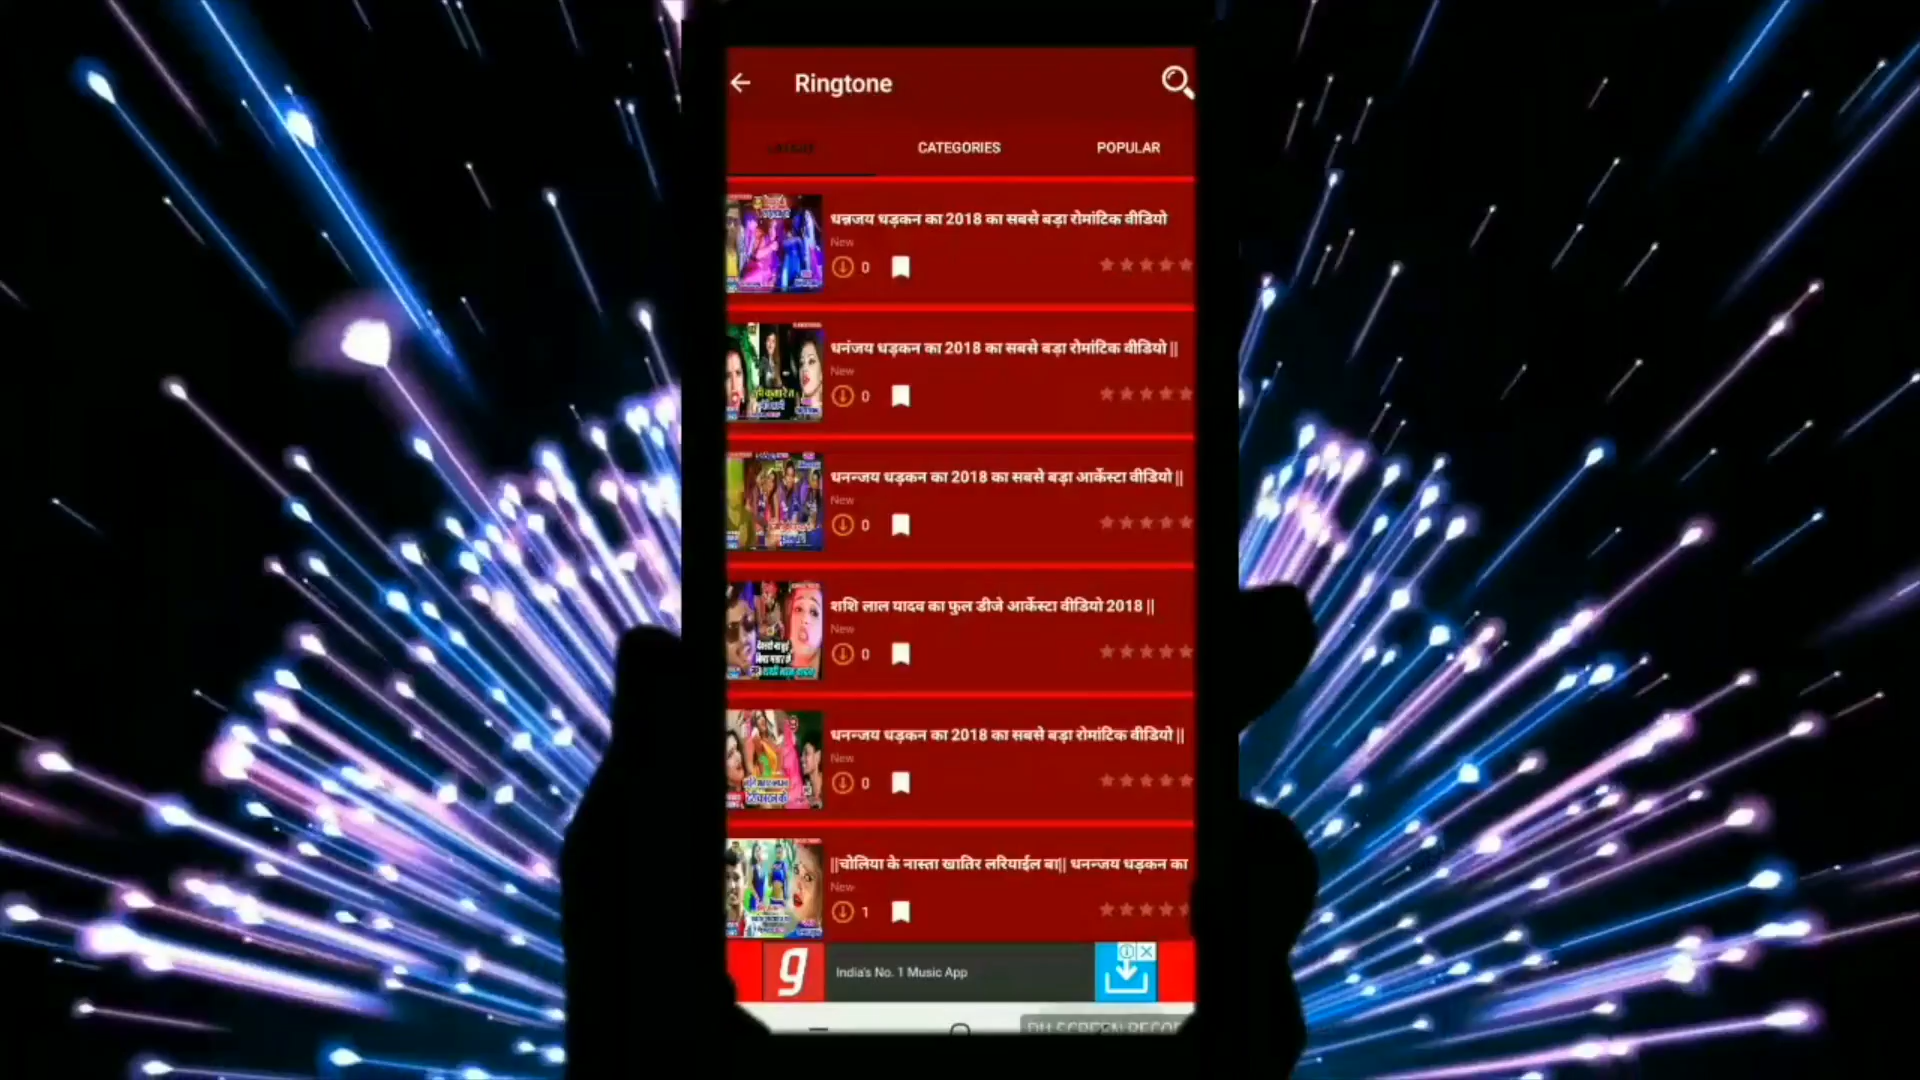 Ringtone
CATEGORIES
POPULAR
धन्नजय धड़कन का 2018 का सबसे बड़ा रोमांटिक वीडियो
New
0
धनंजय धड़कन का 2018 का सबसे बड़ा रोमांटिक वीडियो ||
New
0
धनन्जय धड़कन का 2018 का सबसे बड़ा आर्केस्टा वीडियो ||
New
0
शशि लाल यादव का फुल डीजे आर्केस्टा वीडियो 2018 ||
New
0
धनन्जय धड़कन का 2018 का सबसे बड़ा रोमांटिक वीडियो ||
New
0
||चोलिया के नास्ता खातिर लरियाईल बा|| धनन्जय धड़कन का
New
1
g
India's No. 1 Music App